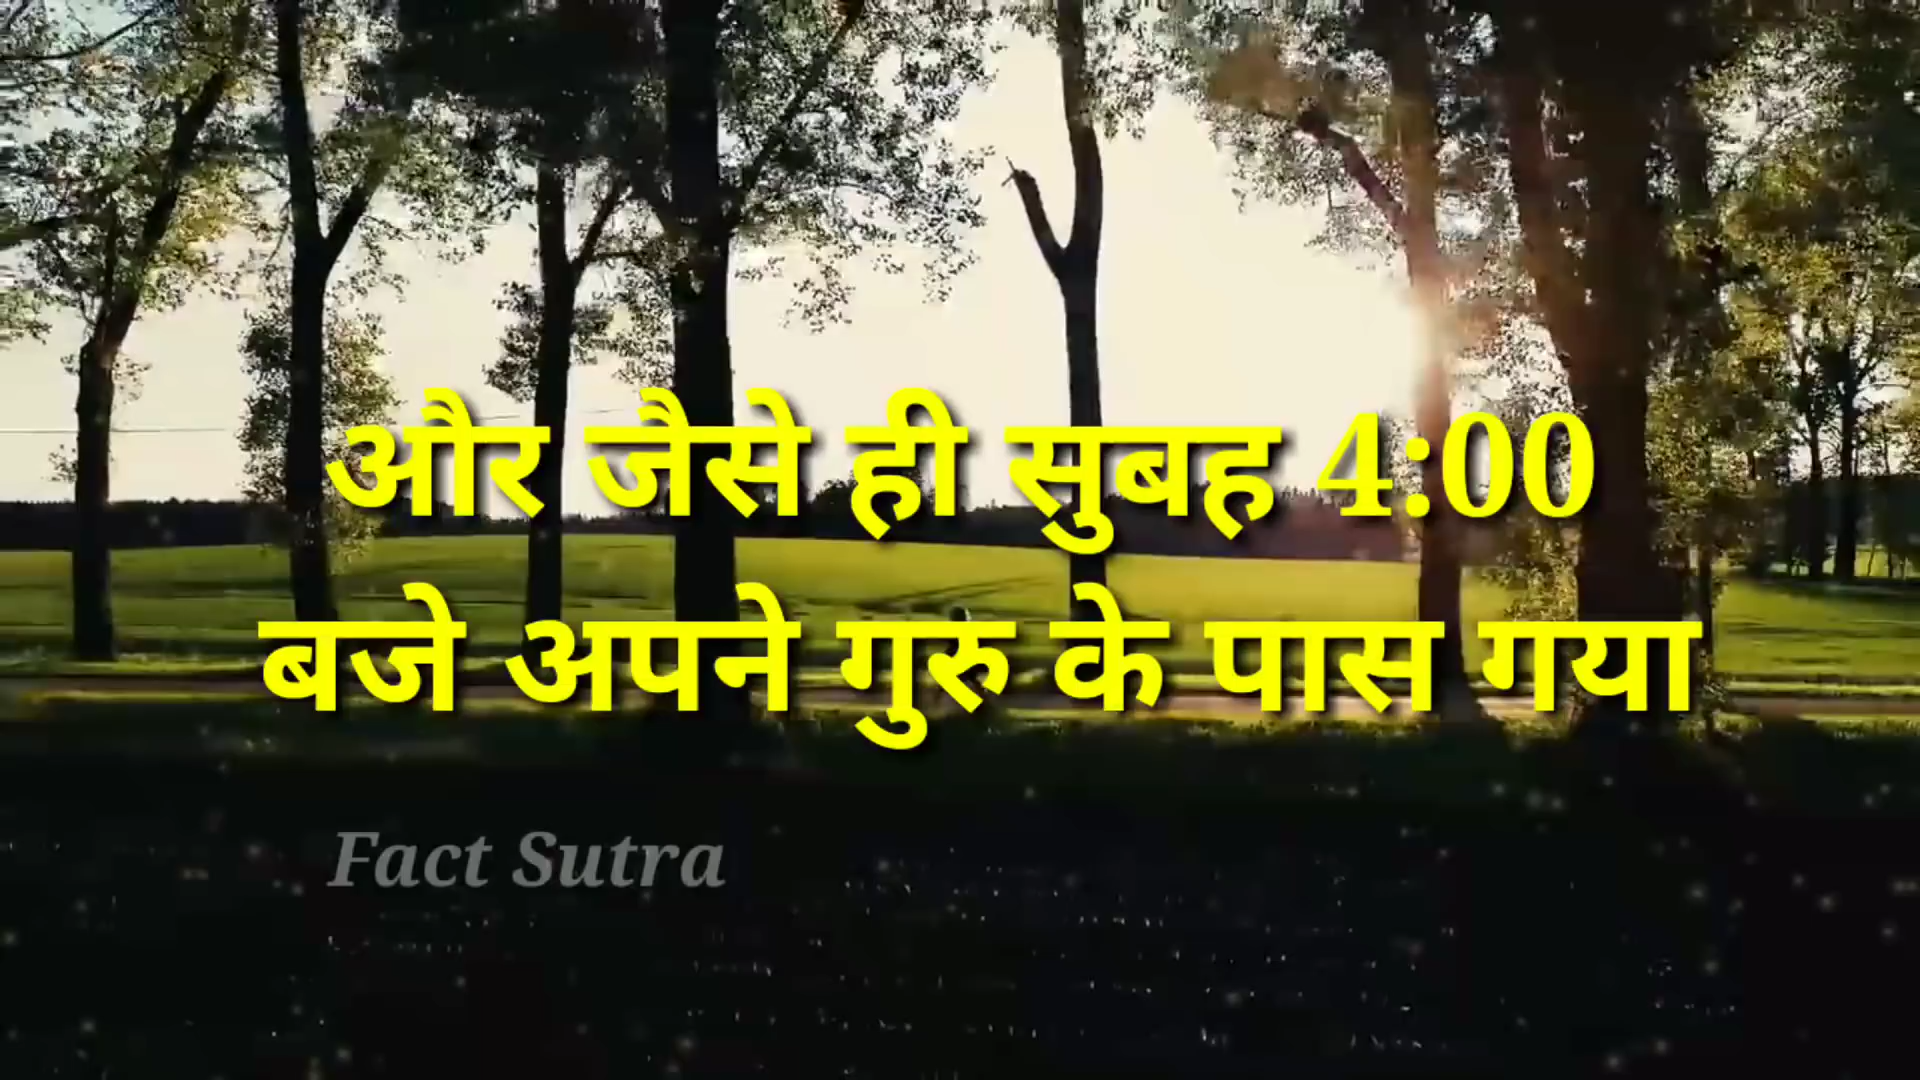 और जैसे ही सुबह 4:00
बजे अपने गुरु के पास गया
Fact Sutra